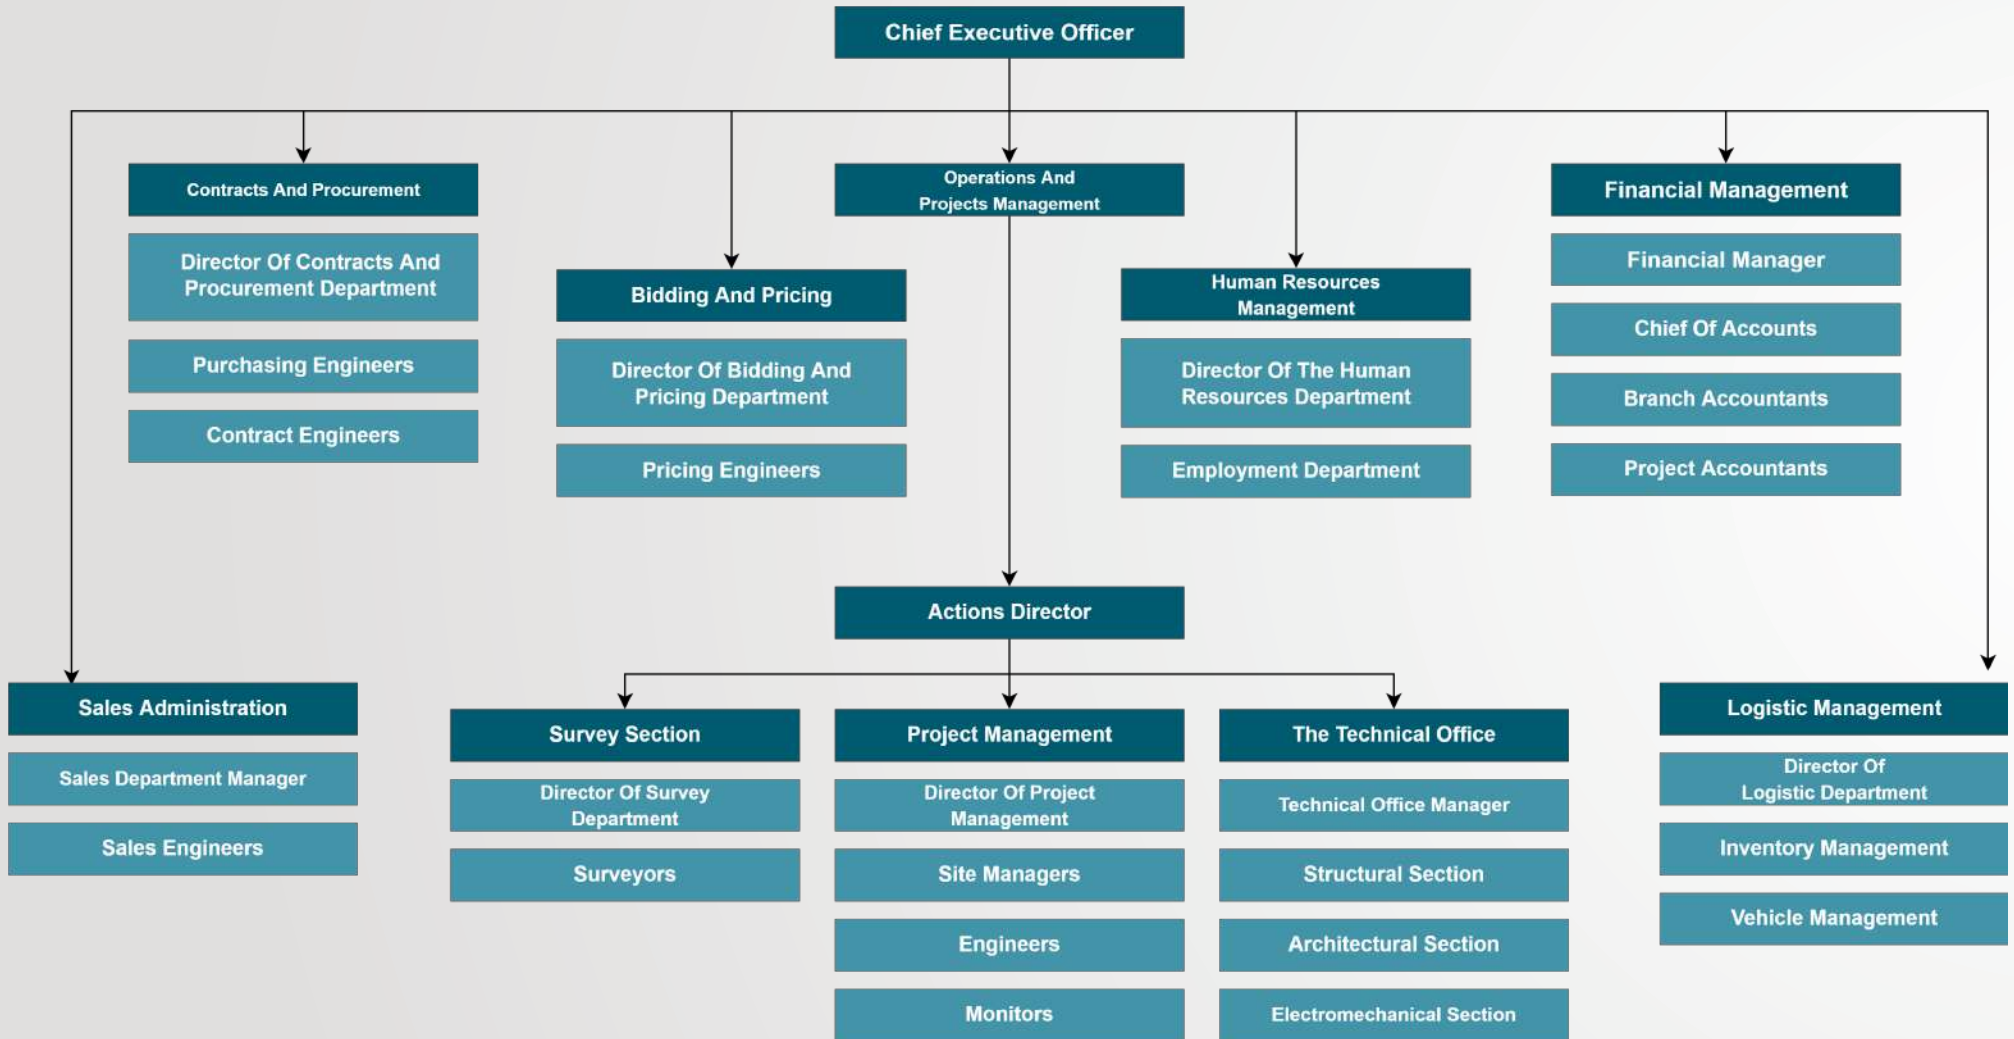 Chief Executive Officer
Contracts And Procurement
Director Of Contracts And
Procurement Department
Purchasing Engineers
Contract Engineers
Bidding And Pricing
Director Of Bidding And
Pricing Department
Pricing Engineers
Operations And
Projects Management
Human Resources
Management
Director Of The Human
Resources Department
Employment Department
Financial Management
Financial Manager
Chief Of Accounts
Branch Accountants
Project Accountants
Actions Director
Sales Administration
Sales Department Manager
Sales Engineers
Survey Section
Director Of Survey
Department
Surveyors
Project Management
Director Of Project
Management
Site Managers
Engineers
Monitors
The Technical Office
Technical Office Manager
Structural Section
Architectural Section
Electromechanical Section
Logistic Management
Director Of
Logistic Department
Inventory Management
Vehicle Management